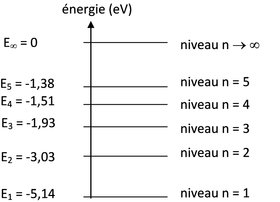 énergie (eV)
E∞ = 0 niveau n → ∞
E5 = -1,38 niveau n = 5
E4 = -1,51 niveau n = 4
E3 = -1,93 niveau n = 3
E2 = -3,03 niveau n = 2
E1 = -5,14 niveau n = 1